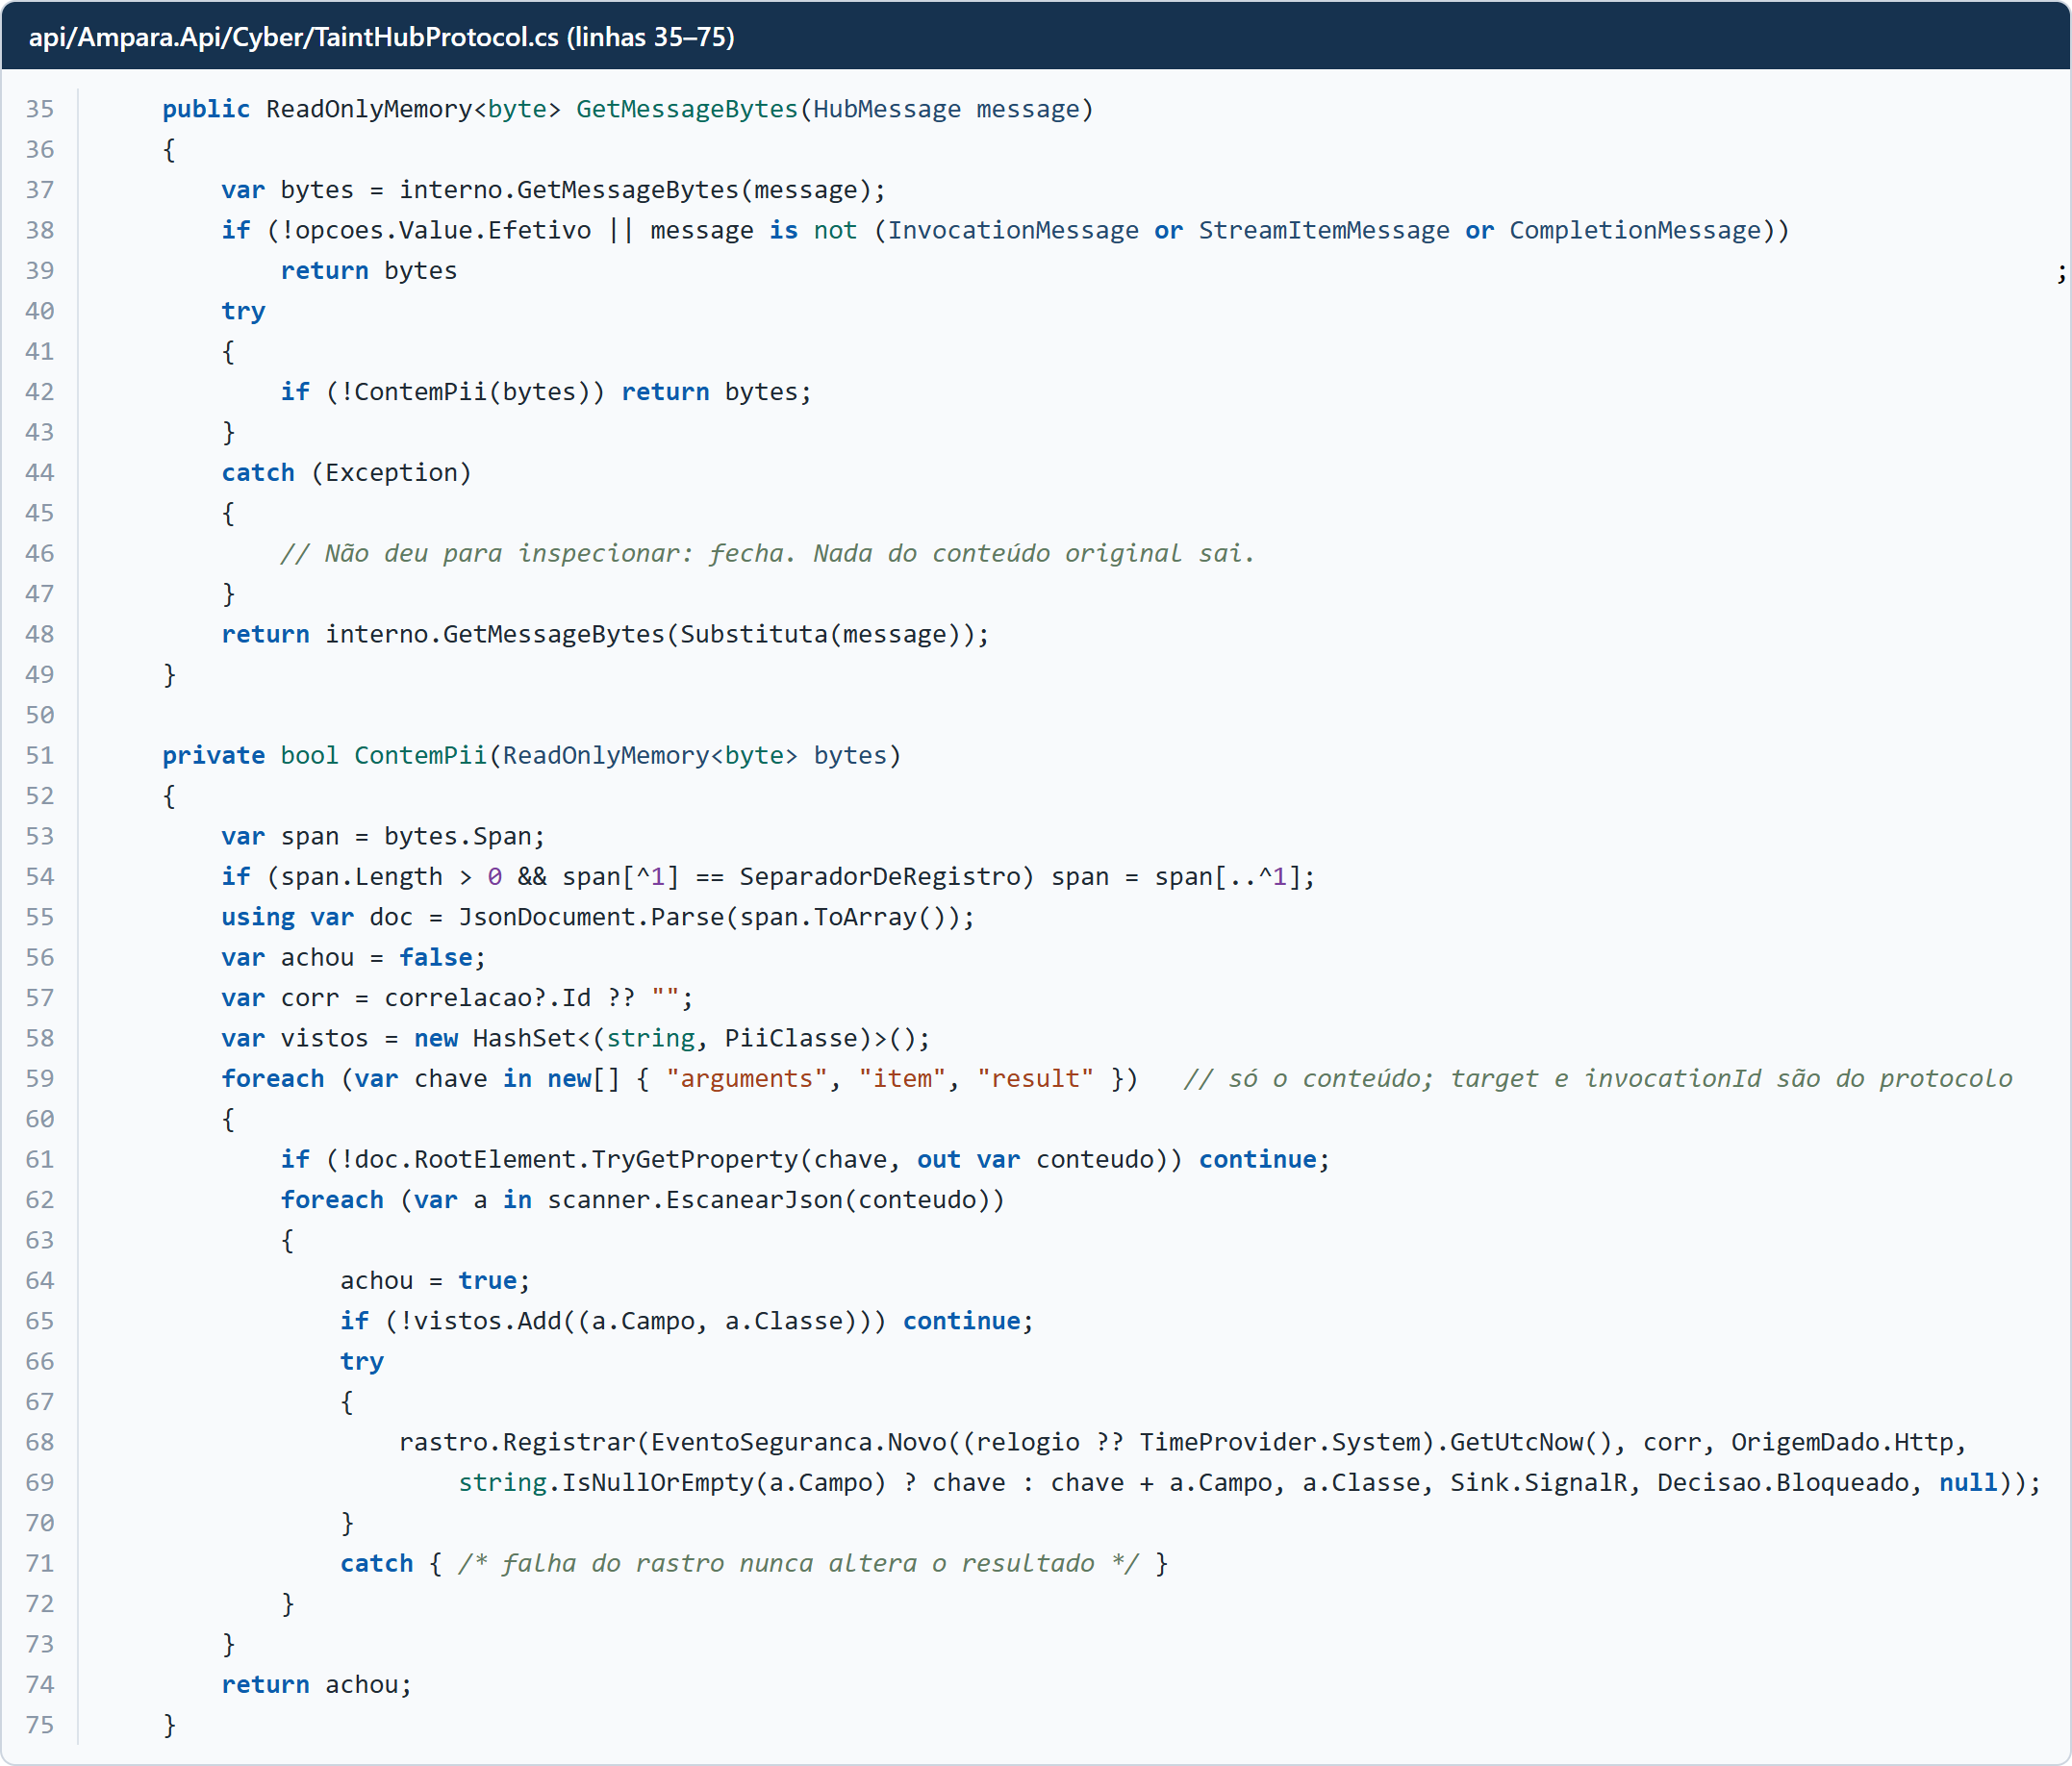 api/Ampara.Api/Cyber/TaintHubProtocol.cs (linhas 35–75)
35 public ReadOnlyMemory<byte> GetMessageBytes(HubMessage message)
36 {
37 var bytes = interno.GetMessageBytes(message);
38 if (!opcoes.Value.Efetivo || message is not (InvocationMessage or StreamItemMessage or CompletionMessage))
39 return bytes ;
40 try
41 {
42 if (!ContemPii(bytes)) return bytes;
43 }
44 catch (Exception)
45 {
46 // Não deu para inspecionar: fecha. Nada do conteúdo original sai.
47 }
48 return interno.GetMessageBytes(Substituta(message));
49 }
50
51 private bool ContemPii(ReadOnlyMemory<byte> bytes)
52 {
53 var span = bytes.Span;
54 if (span.Length > 0 && span[^1] == SeparadorDeRegistro) span = span[..^1];
55 using var doc = JsonDocument.Parse(span.ToArray());
56 var achou = false;
57 var corr = correlacao?.Id ?? "";
58 var vistos = new HashSet<(string, PiiClasse)>();
59 foreach (var chave in new[] { "arguments", "item", "result" }) // só o conteúdo; target e invocationId são do protocolo
60 {
61 if (!doc.RootElement.TryGetProperty(chave, out var conteudo)) continue;
62 foreach (var a in scanner.EscanearJson(conteudo))
63 {
64 achou = true;
65 if (!vistos.Add((a.Campo, a.Classe))) continue;
66 try
67 {
68 rastro.Registrar(EventoSeguranca.Novo((relogio ?? TimeProvider.System).GetUtcNow(), corr, OrigemDado.Http,
69 string.IsNullOrEmpty(a.Campo) ? chave : chave + a.Campo, a.Classe, Sink.SignalR, Decisao.Bloqueado, null));
70 }
71 catch { /* falha do rastro nunca altera o resultado */ }
72 }
73 }
74 return achou;
75 }